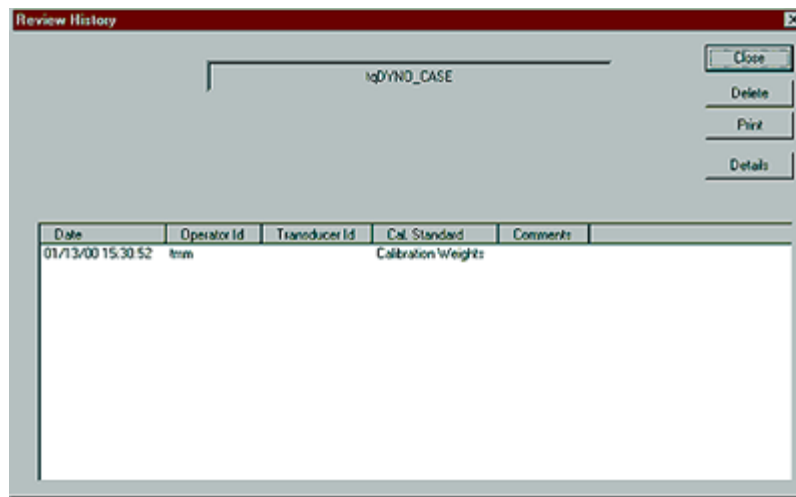 Review History
tqDYNO_CASE
Close
Delete
Print
Details
Date Operator Id Transducer Id Cal. Standard Comments
01/13/00 15:30:52 tmm Calibration Weights